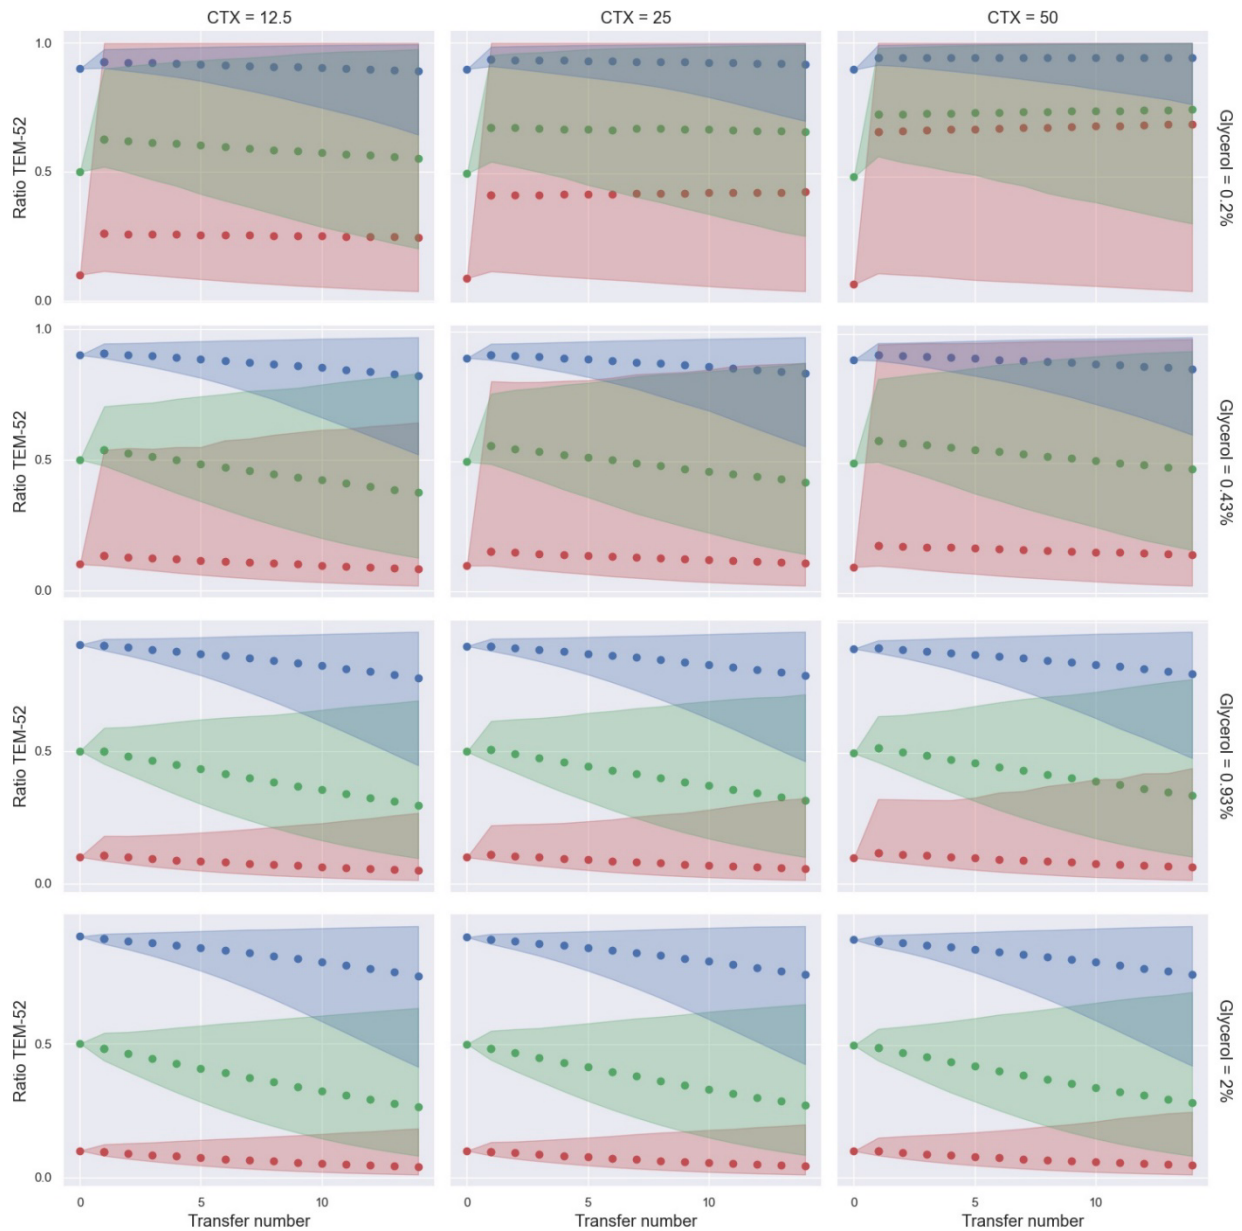 CTX = 12.5
CTX = 25
CTX = 50
1.0
0.5
0.0
Ratio TEM-52
Glycerol = 0.2%
1.0
0.5
0.0
Ratio TEM-52
Glycerol = 0.43%
0.5
0.0
Ratio TEM-52
Glycerol = 0.93%
0.5
0.0
Ratio TEM-52
Glycerol = 2%
0 5 10
0 5 10
0 5 10
Transfer number
Transfer number
Transfer number